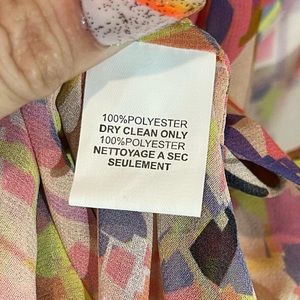 100%POLYESTER
DRY CLEAN ONLY
100%POLYESTER
NETTOYAGE A SEC
SEULEMENT